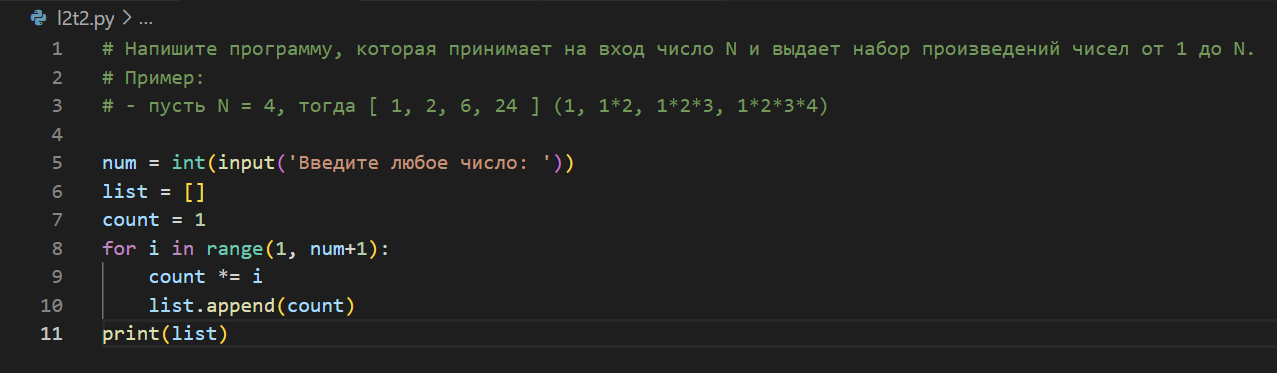 l2t2.py > ...
1 # Напишите программу, которая принимает на вход число N и выдает набор произведений чисел от 1 до N.
2 # Пример:
3 # - пусть N = 4, тогда [ 1, 2, 6, 24 ] (1, 1*2, 1*2*3, 1*2*3*4)
4
5 num = int(input('Введите любое число: '))
6 list = []
7 count = 1
8 for i in range(1, num+1):
9     count *= i
10     list.append(count)
11 print(list)